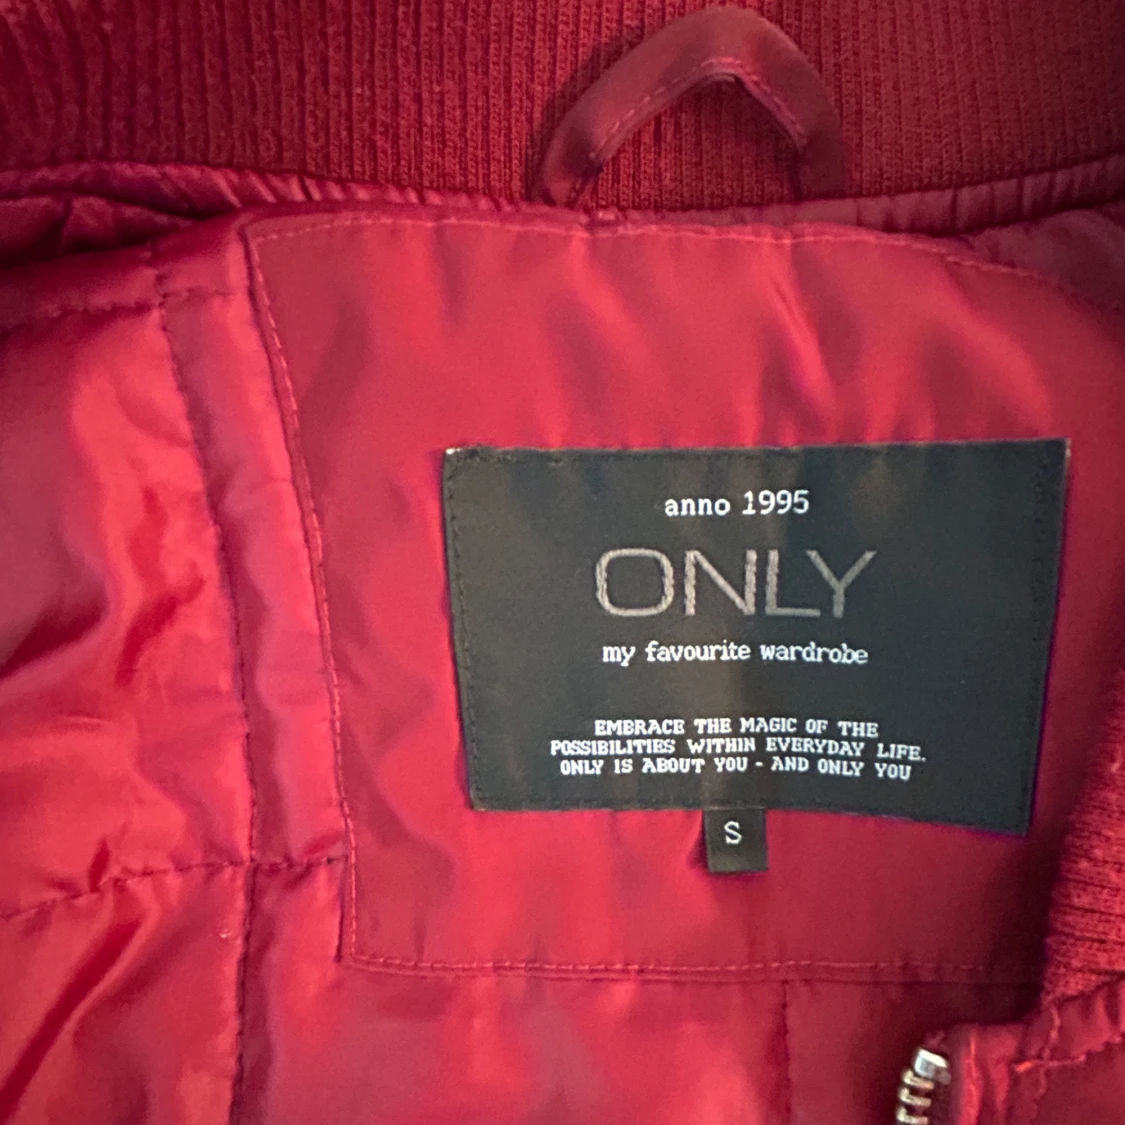 anno 1995
ONLY
my favourite wardrobe
EMBRACE THE MAGIC OF THE
POSSIBILITIES WITHIN EVERYDAY LIFE.
ONLY IS ABOUT YOU - AND ONLY YOU
S